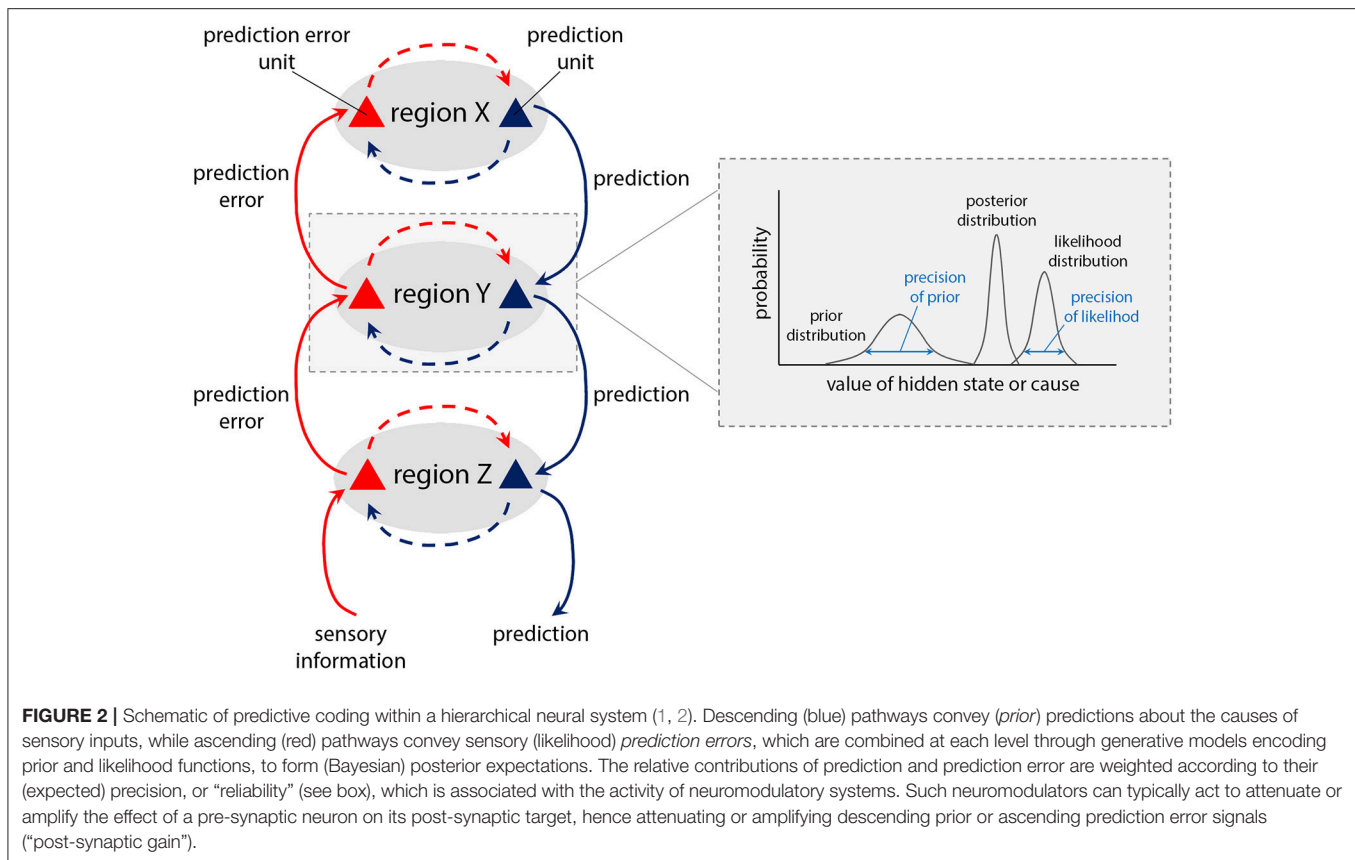 prediction error
unit
prediction
unit
region X
prediction
error
prediction
region Y
prediction
error
prediction
region Z
sensory
information
prediction
probability
posterior
distribution
likelihood
distribution
precision
of prior
precision
of likelihod
prior
distribution
value of hidden state or cause
FIGURE 2 | Schematic of predictive coding within a hierarchical neural system (1, 2). Descending (blue) pathways convey (prior) predictions about the causes of
sensory inputs, while ascending (red) pathways convey sensory (likelihood) prediction errors, which are combined at each level through generative models encoding
prior and likelihood functions, to form (Bayesian) posterior expectations. The relative contributions of prediction and prediction error are weighted according to their
(expected) precision, or “reliability” (see box), which is associated with the activity of neuromodulatory systems. Such neuromodulators can typically act to attenuate or
amplify the effect of a pre-synaptic neuron on its post-synaptic target, hence attenuating or amplifying descending prior or ascending prediction error signals
(“post-synaptic gain”).